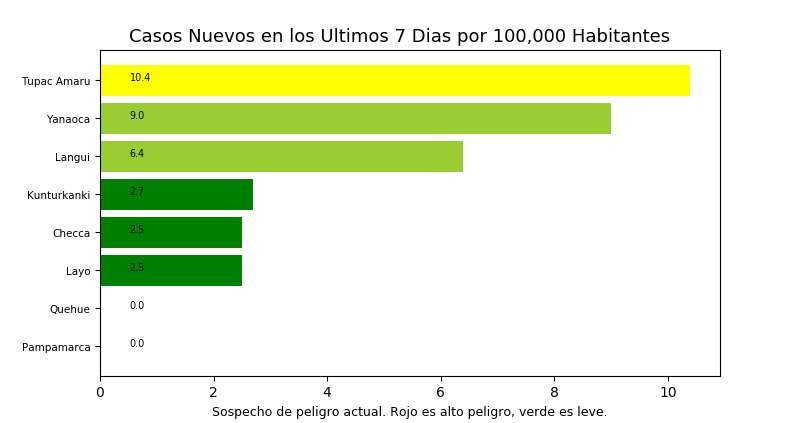 Casos Nuevos en los Ultimos 7 Dias por 100,000 Habitantes
Tupac Amaru 10.4
Yanaoca 9.0
Langui 6.4
Kunturkanki 2.7
Checca 2.5
Layo 2.5
Quehue 0.0
Pampamarca 0.0
0 2 4 6 8 10
Sospecho de peligro actual. Rojo es alto peligro, verde es leve.